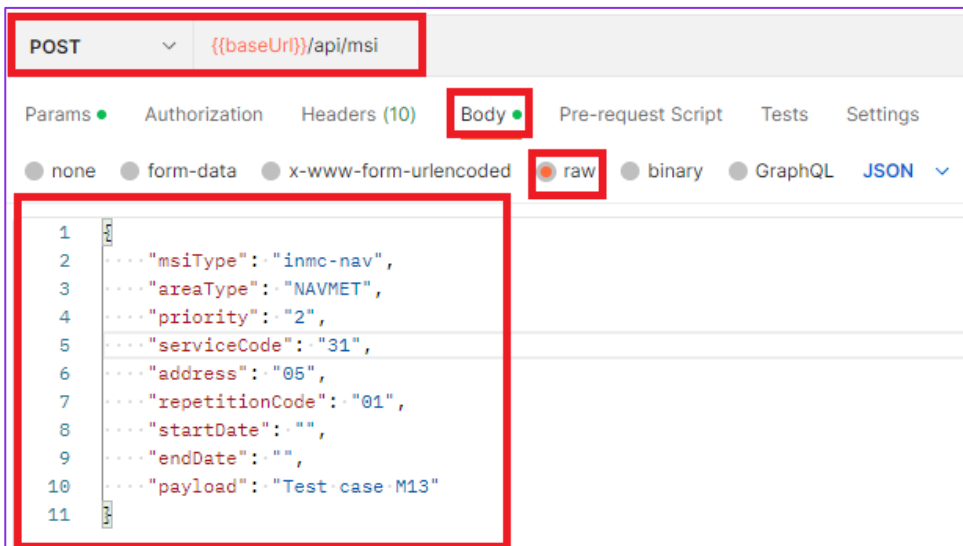 POST {{baseUrl}}/api/msi
Params Authorization Headers (10) Body Pre-request Script Tests Settings
none form-data x-www-form-urlencoded raw binary GraphQL JSON
1 {
2 "msiType": "inmc-nav",
3 "areaType": "NAVMET",
4 "priority": "2",
5 "serviceCode": "31",
6 "address": "05",
7 "repetitionCode": "01",
8 "startDate": "",
9 "endDate": "",
10 "payload": "Test case M13"
11 }